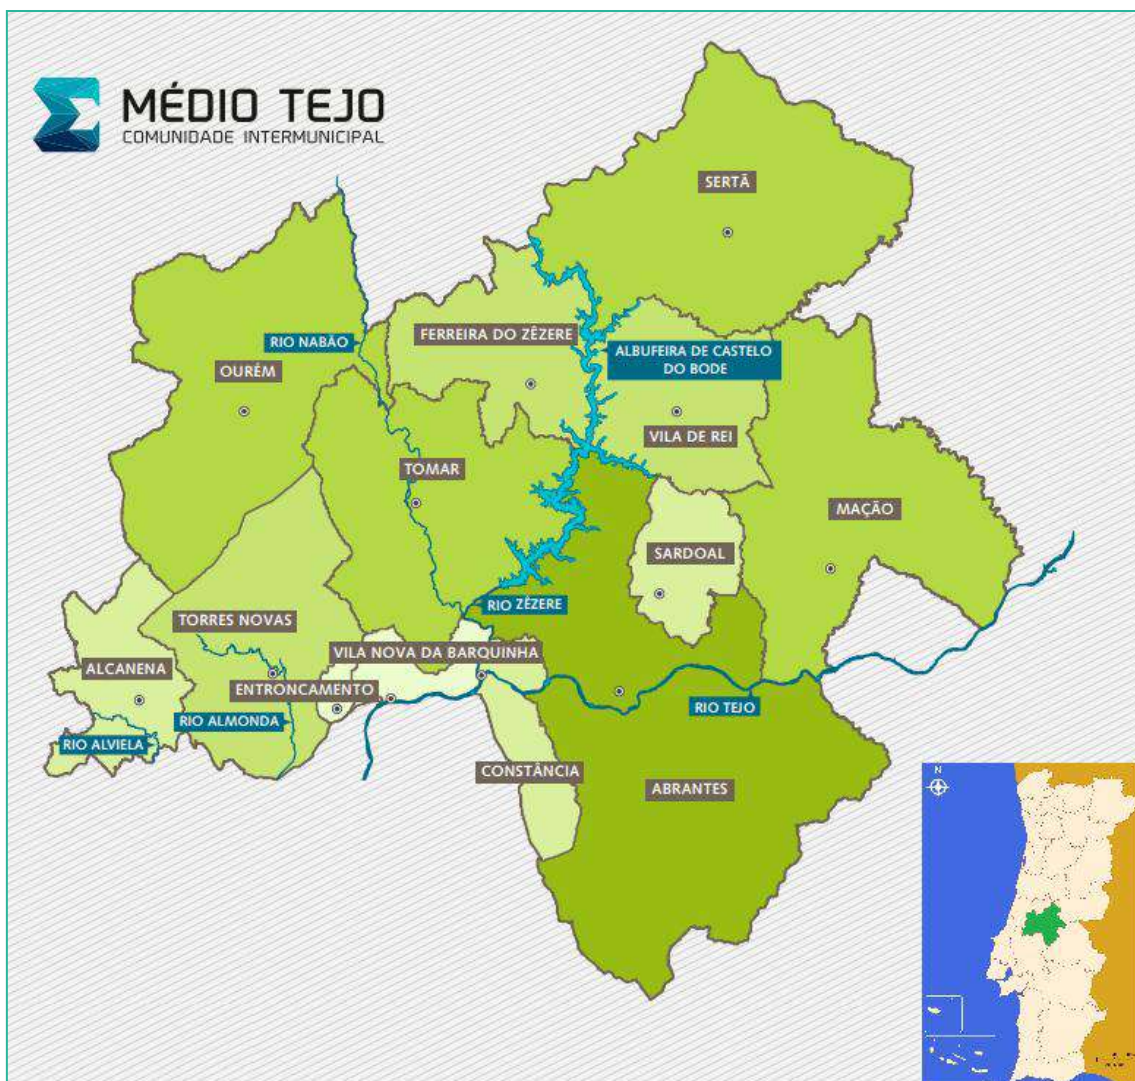 MÉDIO TEJO
COMUNIDADE INTERMUNICIPAL
SERTÃ
FERREIRA DO ZÊZERE
RIO NABÃO
ALBUFEIRA DE CASTELO
DO BODE
OURÉM
VILA DE REI
TOMAR
MAÇÃO
SARDOAL
RIO ZÊZERE
TORRES NOVAS
VILA NOVA DA BARQUINHA
ALCANENA
ENTRONCAMENTO
RIO TEJO
RIO ALMONDA
RIO ALVIELA
CONSTÂNCIA
ABRANTES
N